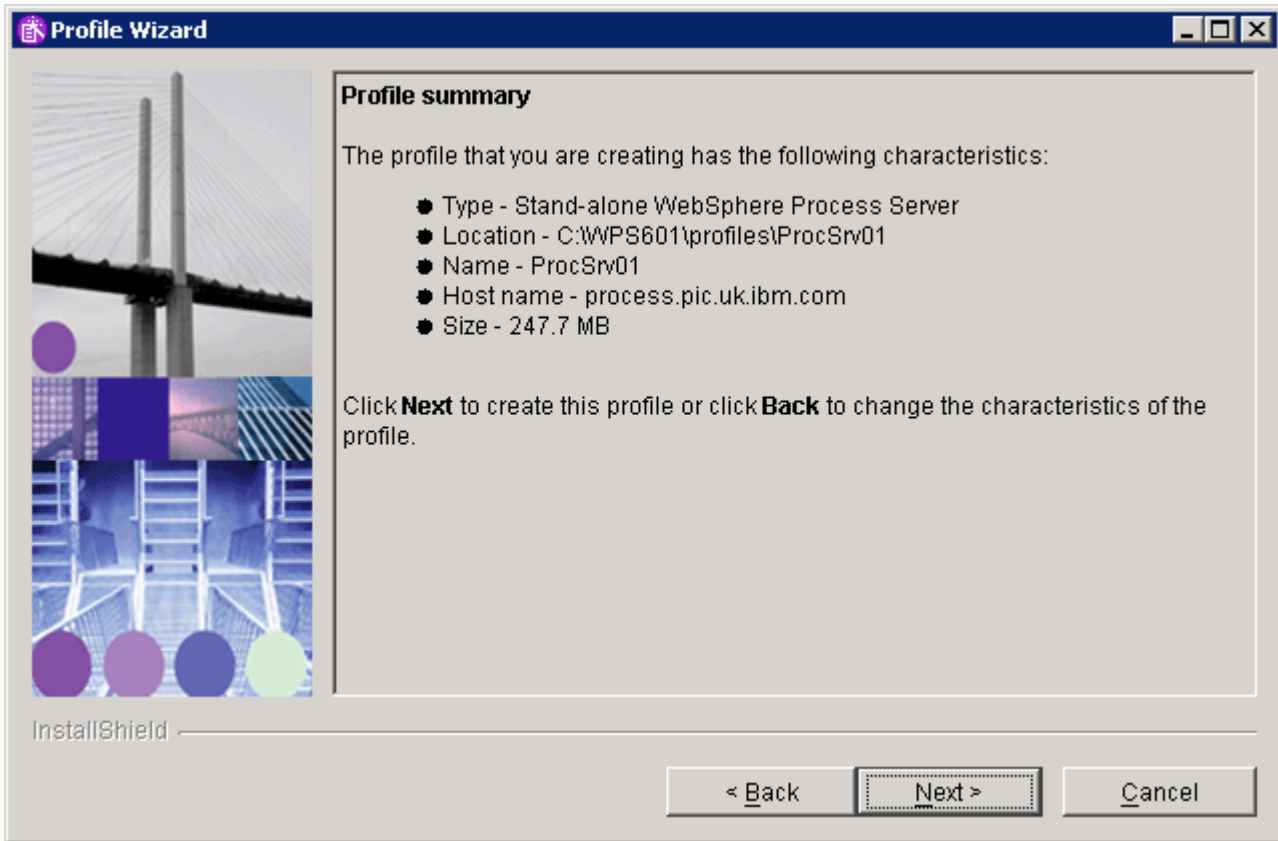 Profile Wizard
Profile summary
The profile that you are creating has the following characteristics:
● Type - Stand-alone WebSphere Process Server
● Location - C:\WPS601\profiles\ProcSrv01
● Name - ProcSrv01
● Host name - process.pic.uk.ibm.com
● Size - 247.7 MB
Click Next to create this profile or click Back to change the characteristics of the
profile.
InstallShield
< Back
Next >
Cancel